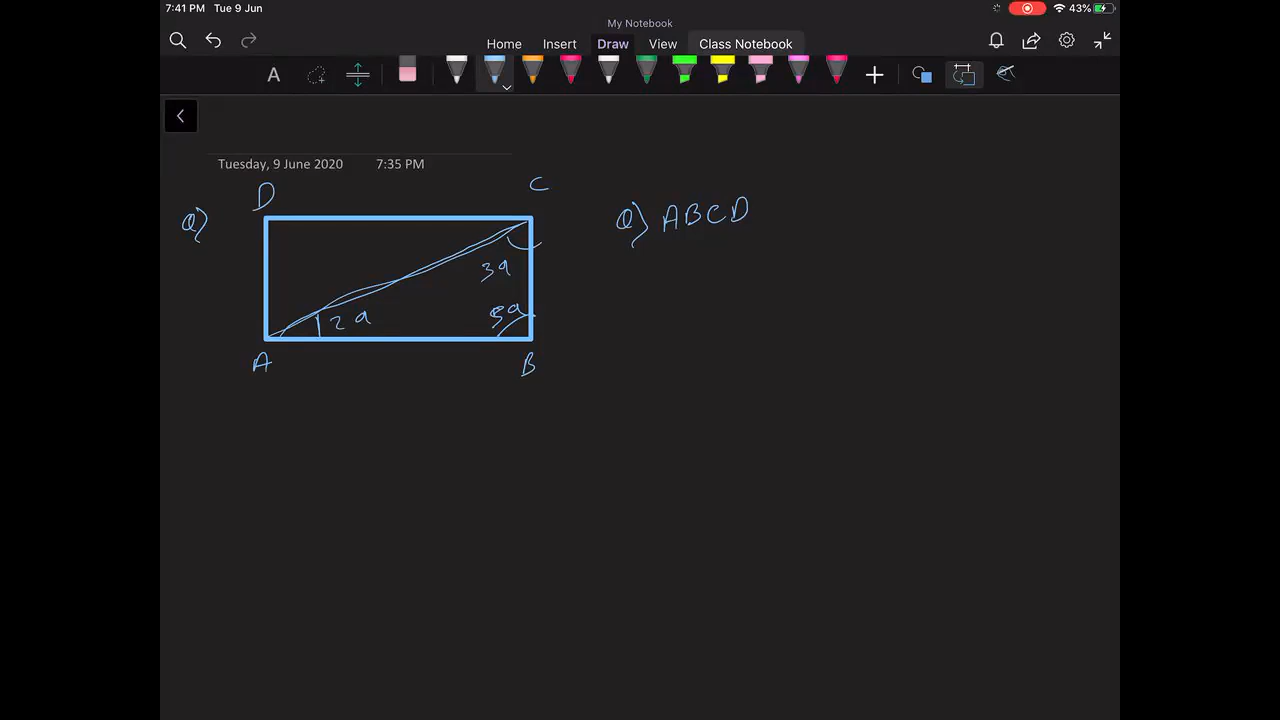 7:41 PM Tue 9 Jun
43%
My Notebook
Home Insert Draw View Class Notebook
A
Tuesday, 9 June 2020 7:35 PM
D C
Q) Q) ABCD
3a
2a 5a
A B